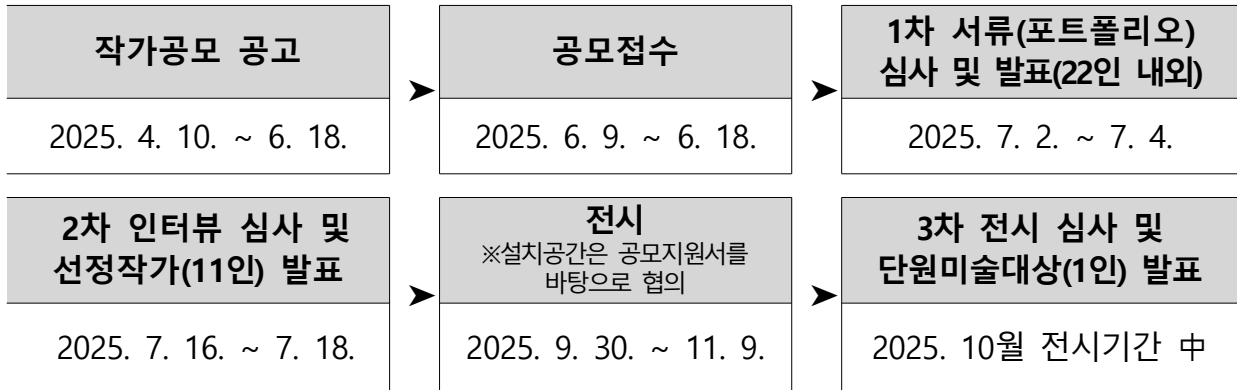 작가공모 공고
2025. 4. 10. ~ 6. 18.
➤
공모접수
2025. 6. 9. ~ 6. 18.
➤
1차 서류(포트폴리오)
심사 및 발표(22인 내외)
2025. 7. 2. ~ 7. 4.
2차 인터뷰 심사 및
선정작가(11인) 발표
2025. 7. 16. ~ 7. 18.
➤
전시
※설치공간은 공모지원서를
바탕으로 협의
2025. 9. 30. ~ 11. 9.
➤
3차 전시 심사 및
단원미술대상(1인) 발표
2025. 10월 전시기간 中